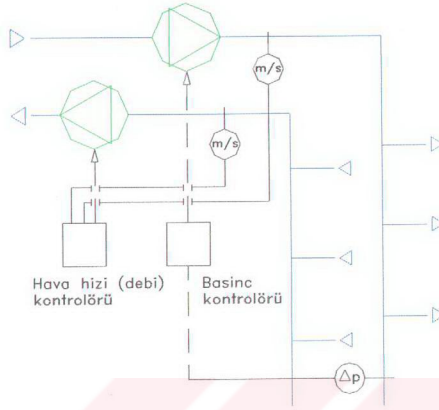 m/s
m/s
Hava hizi (debi)
kontrolörü
Basinc
kontrolörü
Δp